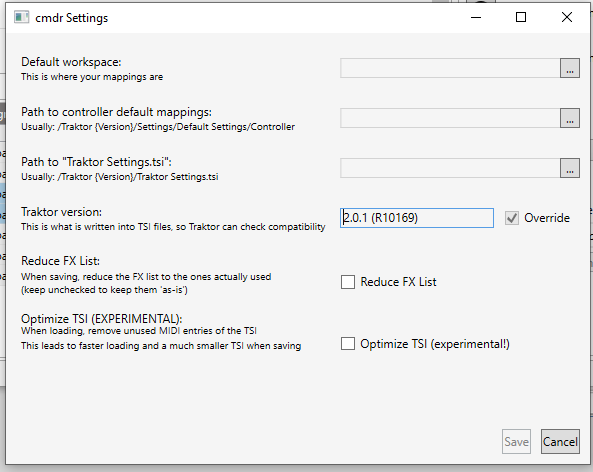 cmdr Settings
Default workspace:
This is where your mappings are
...
Path to controller default mappings:
Usually: /Traktor {Version}/Settings/Default Settings/Controller
...
Path to "Traktor Settings.tsi":
Usually: /Traktor {Version}/Traktor Settings.tsi
...
Traktor version:
This is what is written into TSI files, so Traktor can check compatibility
2.0.1 (R10169)
Override
Reduce FX List:
When saving, reduce the FX list to the ones actually used
(keep unchecked to keep them 'as-is')
Reduce FX List
Optimize TSI (EXPERIMENTAL):
When loading, remove unused MIDI entries of the TSI
This leads to faster loading and a much smaller TSI when saving
Optimize TSI (experimental!)
Save
Cancel